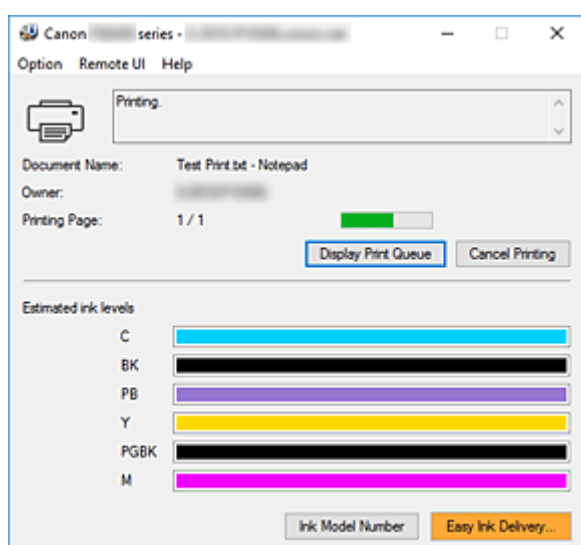 Canon series -
Option Remote UI Help
Printing.
Document Name: Test Print.txt - Notepad
Owner:
Printing Page: 1 / 1
Display Print Queue Cancel Printing
Estimated ink levels
C
BK
PB
Y
PGBK
M
Ink Model Number Easy Ink Delivery...